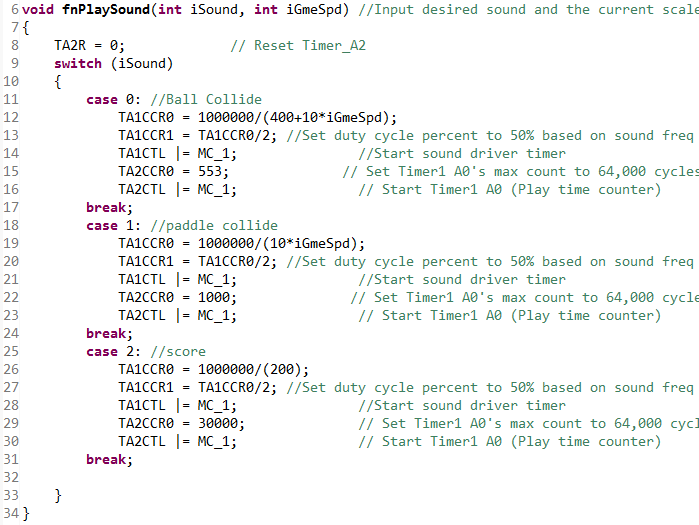 6 void fnPlaySound(int iSound, int iGmeSpd) //Input desired sound and the current scale
7 {
8     TA2R = 0;             // Reset Timer_A2
9     switch (iSound)
10     {
11         case 0: //Ball Collide
12             TA1CCR0 = 1000000/(400+10*iGmeSpd);
13             TA1CCR1 = TA1CCR0/2; //Set duty cycle percent to 50% based on sound freq
14             TA1CTL |= MC_1;               //Start sound driver timer
15             TA2CCR0 = 553;              // Set Timer1 A0's max count to 64,000 cycles
16             TA2CTL |= MC_1;               // Start Timer1 A0 (Play time counter)
17         break;
18         case 1: //paddle collide
19             TA1CCR0 = 1000000/(10*iGmeSpd);
20             TA1CCR1 = TA1CCR0/2; //Set duty cycle percent to 50% based on sound freq
21             TA1CTL |= MC_1;               //Start sound driver timer
22             TA2CCR0 = 1000;              // Set Timer1 A0's max count to 64,000 cycle
23             TA2CTL |= MC_1;               // Start Timer1 A0 (Play time counter)
24         break;
25         case 2: //score
26             TA1CCR0 = 1000000/(200);
27             TA1CCR1 = TA1CCR0/2; //Set duty cycle percent to 50% based on sound freq
28             TA1CTL |= MC_1;               //Start sound driver timer
29             TA2CCR0 = 30000;              // Set Timer1 A0's max count to 64,000 cycl
30             TA2CTL |= MC_1;               // Start Timer1 A0 (Play time counter)
31         break;
32
33     }
34 }